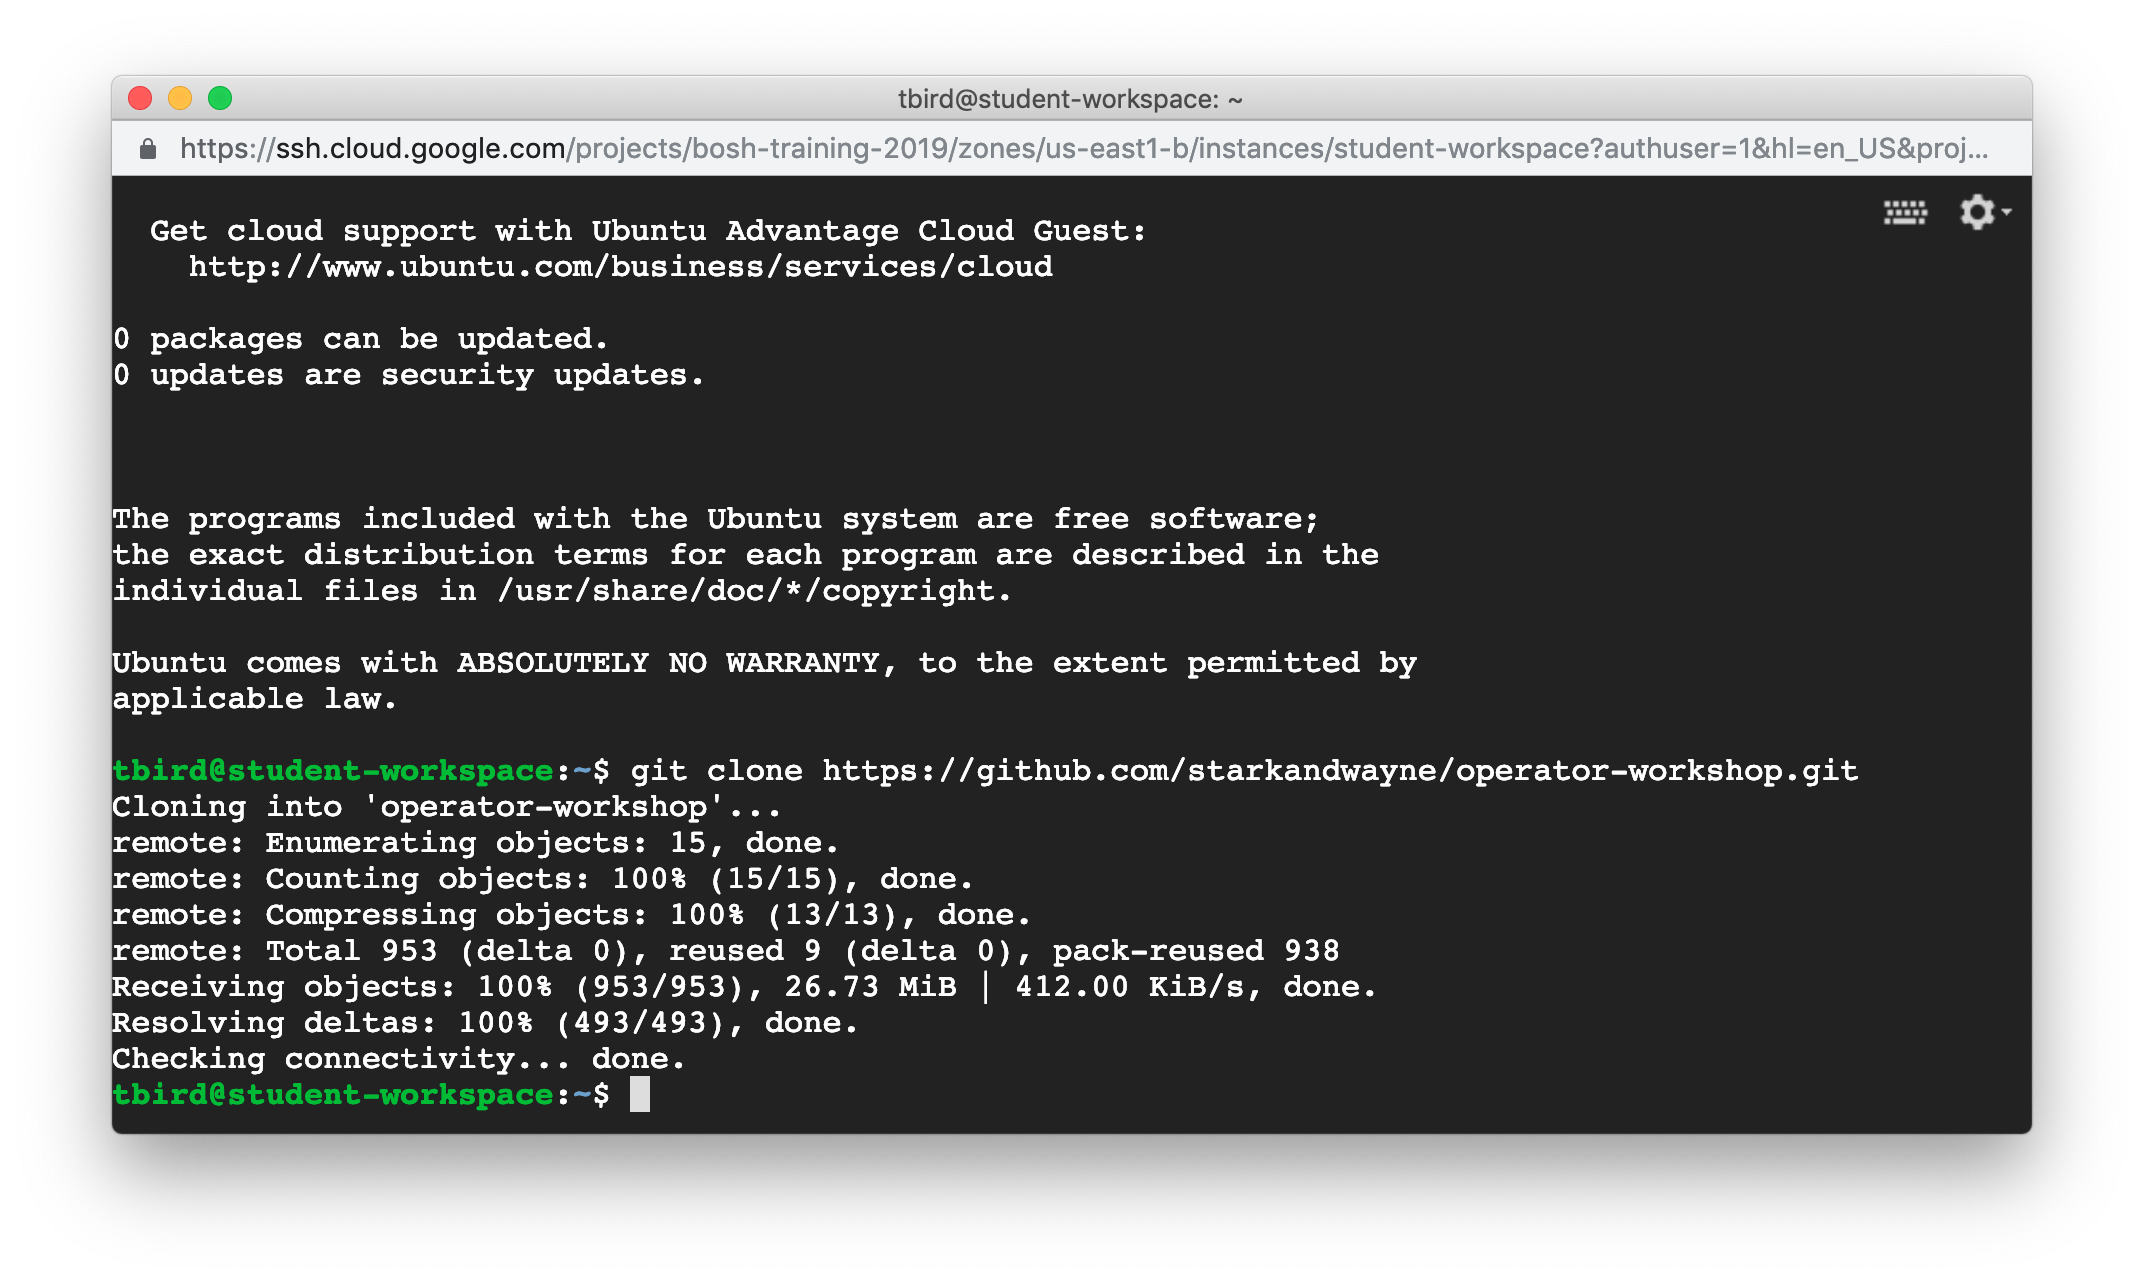 tbird@student-workspace: ~
https://ssh.cloud.google.com/projects/bosh-training-2019/zones/us-east1-b/instances/student-workspace?authuser=1&hl=en_US&proj...
Get cloud support with Ubuntu Advantage Cloud Guest:
http://www.ubuntu.com/business/services/cloud
0 packages can be updated.
0 updates are security updates.
The programs included with the Ubuntu system are free software;
the exact distribution terms for each program are described in the
individual files in /usr/share/doc/*/copyright.
Ubuntu comes with ABSOLUTELY NO WARRANTY, to the extent permitted by
applicable law.
tbird@student-workspace:~$ git clone https://github.com/starkandwayne/operator-workshop.git
Cloning into 'operator-workshop'...
remote: Enumerating objects: 15, done.
remote: Counting objects: 100% (15/15), done.
remote: Compressing objects: 100% (13/13), done.
remote: Total 953 (delta 0), reused 9 (delta 0), pack-reused 938
Receiving objects: 100% (953/953), 26.73 MiB | 412.00 KiB/s, done.
Resolving deltas: 100% (493/493), done.
Checking connectivity... done.
tbird@student-workspace:~$